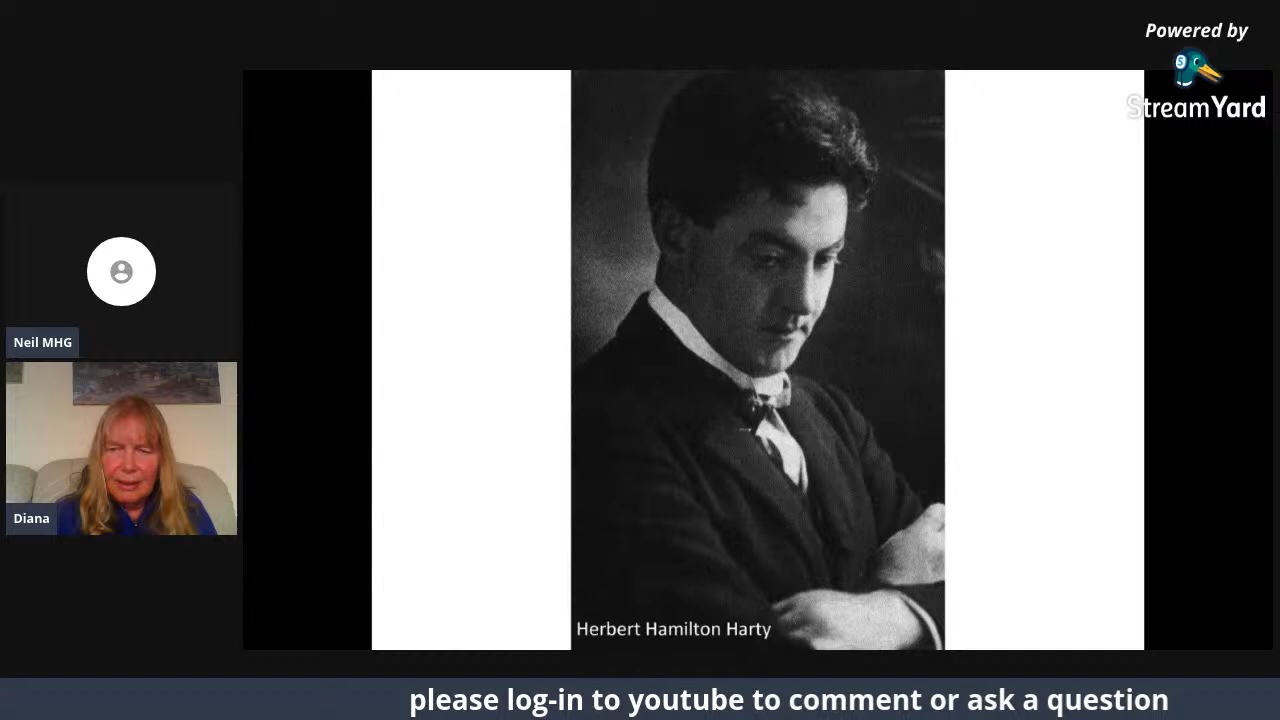 Powered by
StreamYard
Neil MHG
Diana
Herbert Hamilton Harty
please log-in to youtube to comment or ask a question